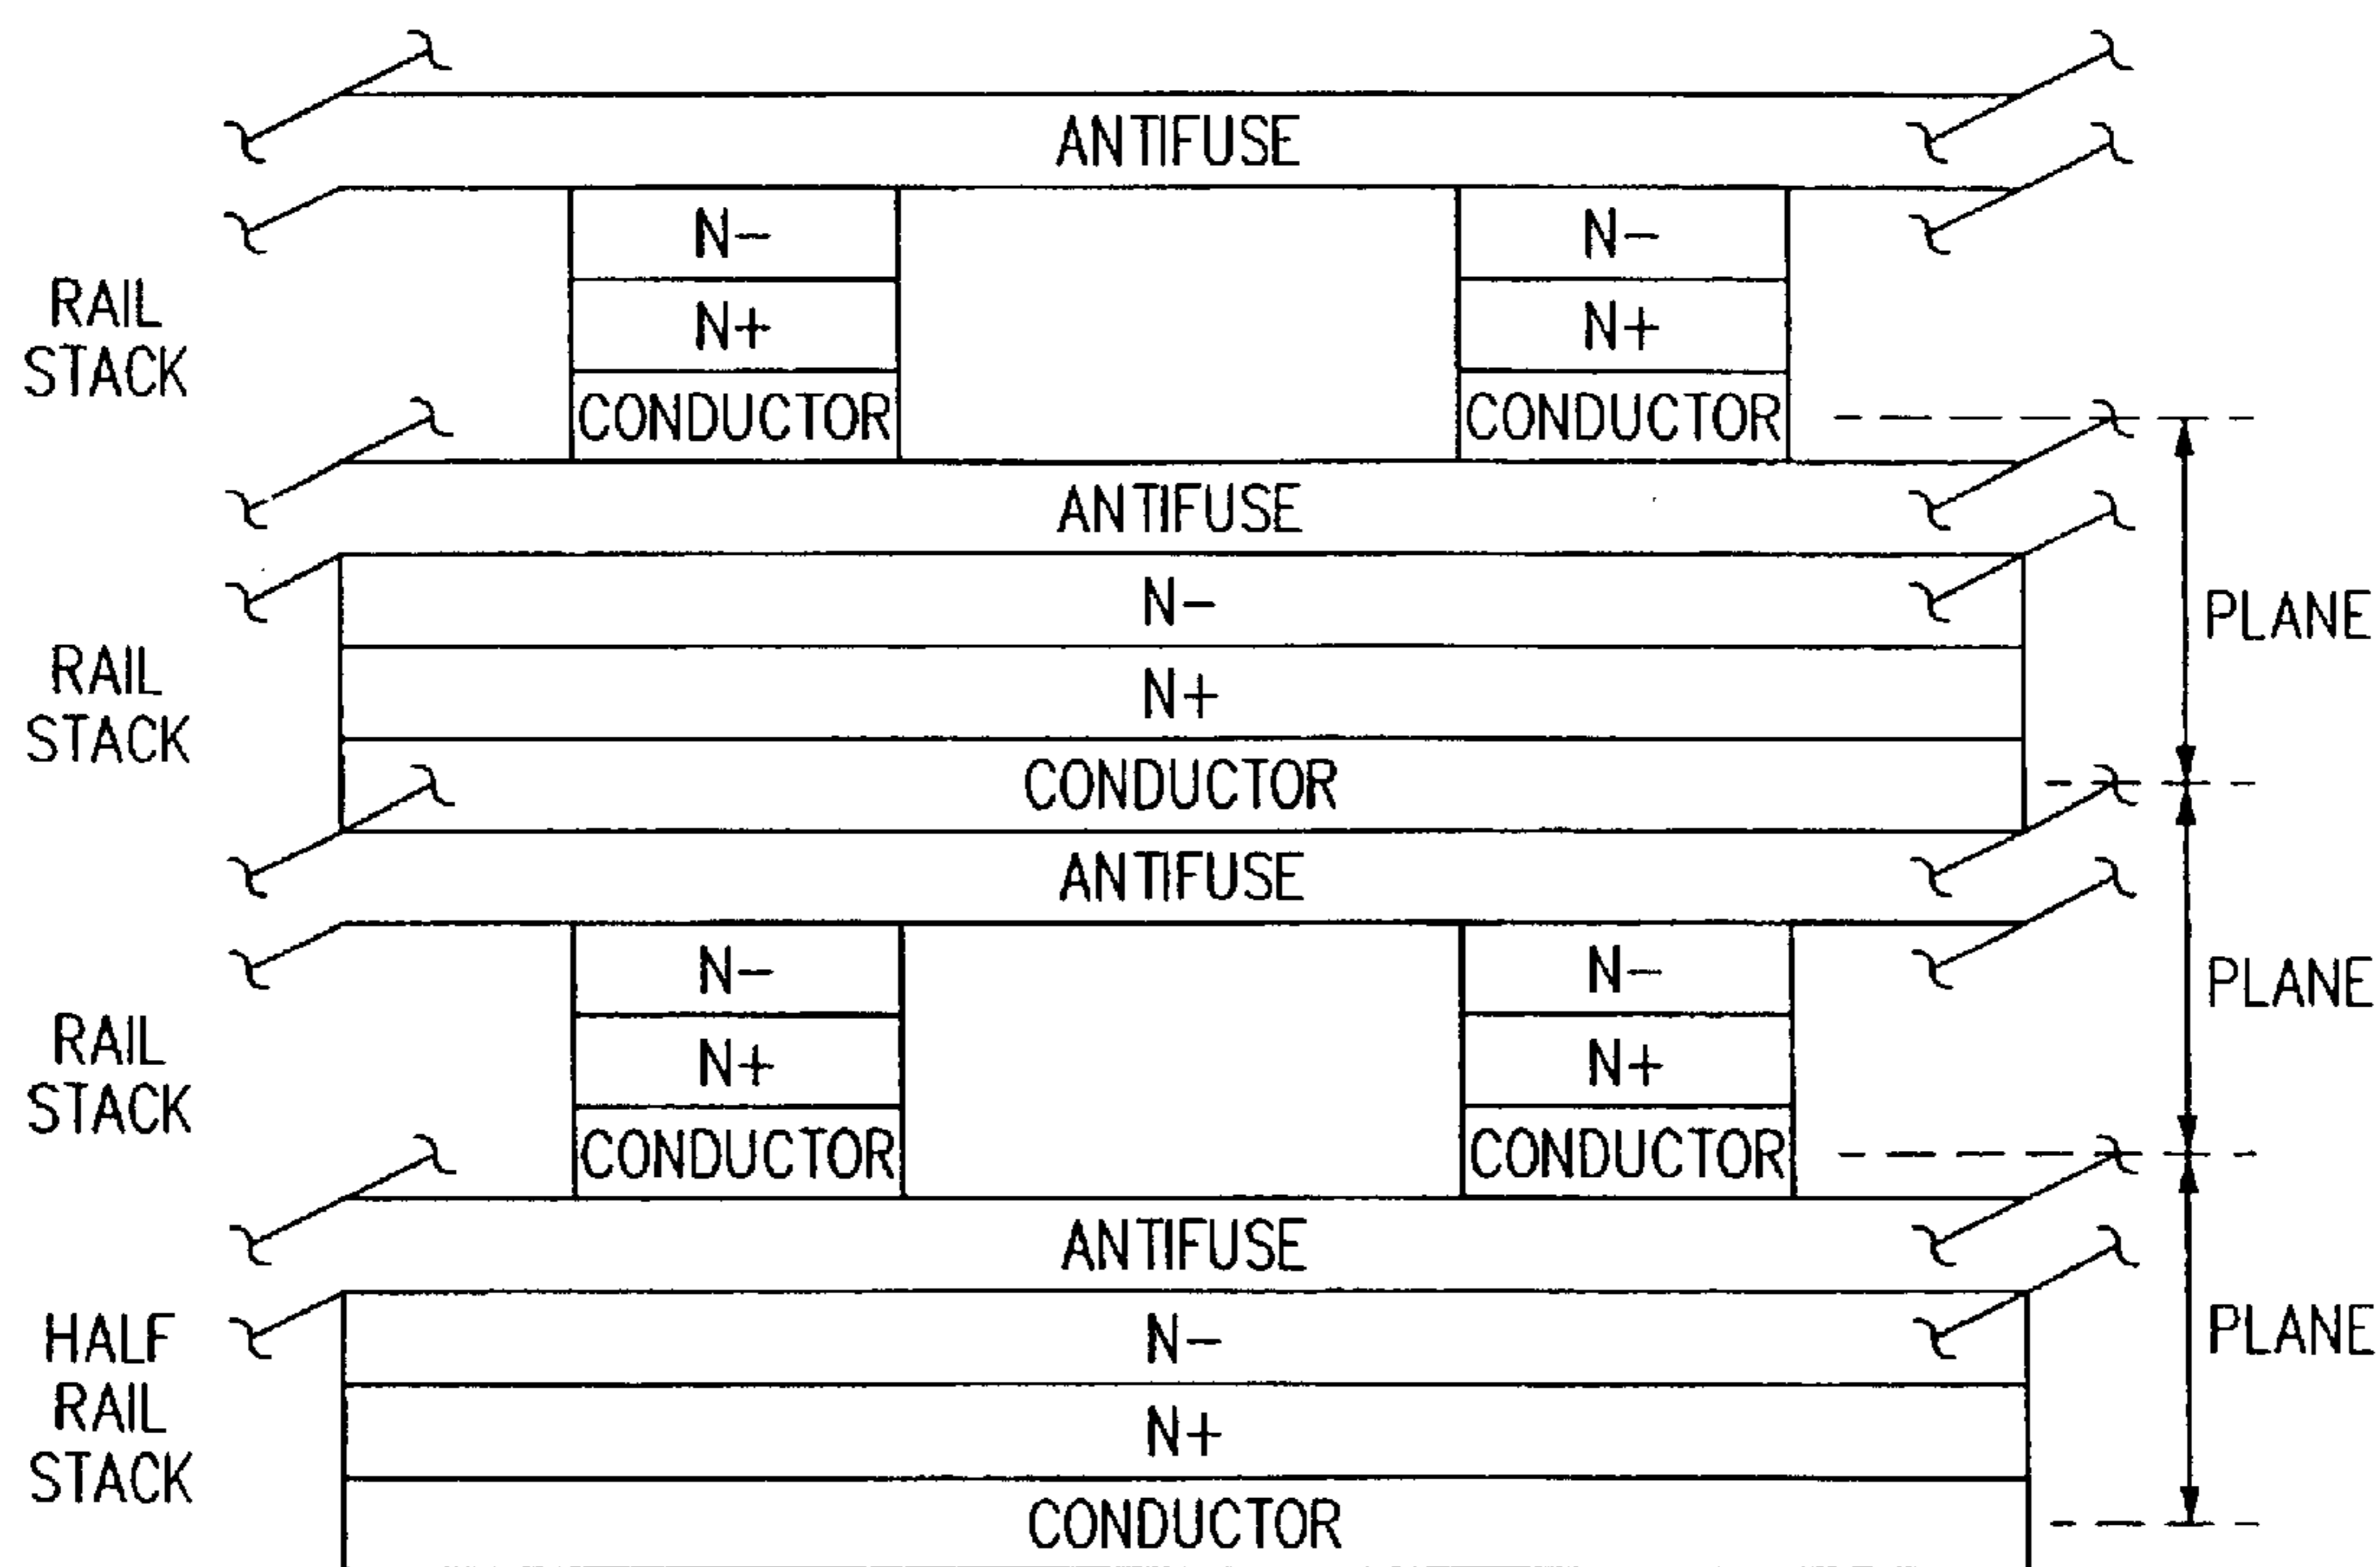 ANTIFUSE
N- N-
RAIL
STACK
N+ N+
CONDUCTOR CONDUCTOR
ANTIFUSE
N-
PLANE
RAIL
STACK
N+
CONDUCTOR
ANTIFUSE
N- N-
PLANE
RAIL
STACK
N+ N+
CONDUCTOR CONDUCTOR
ANTIFUSE
HALF
RAIL
STACK
N-
PLANE
N+
CONDUCTOR